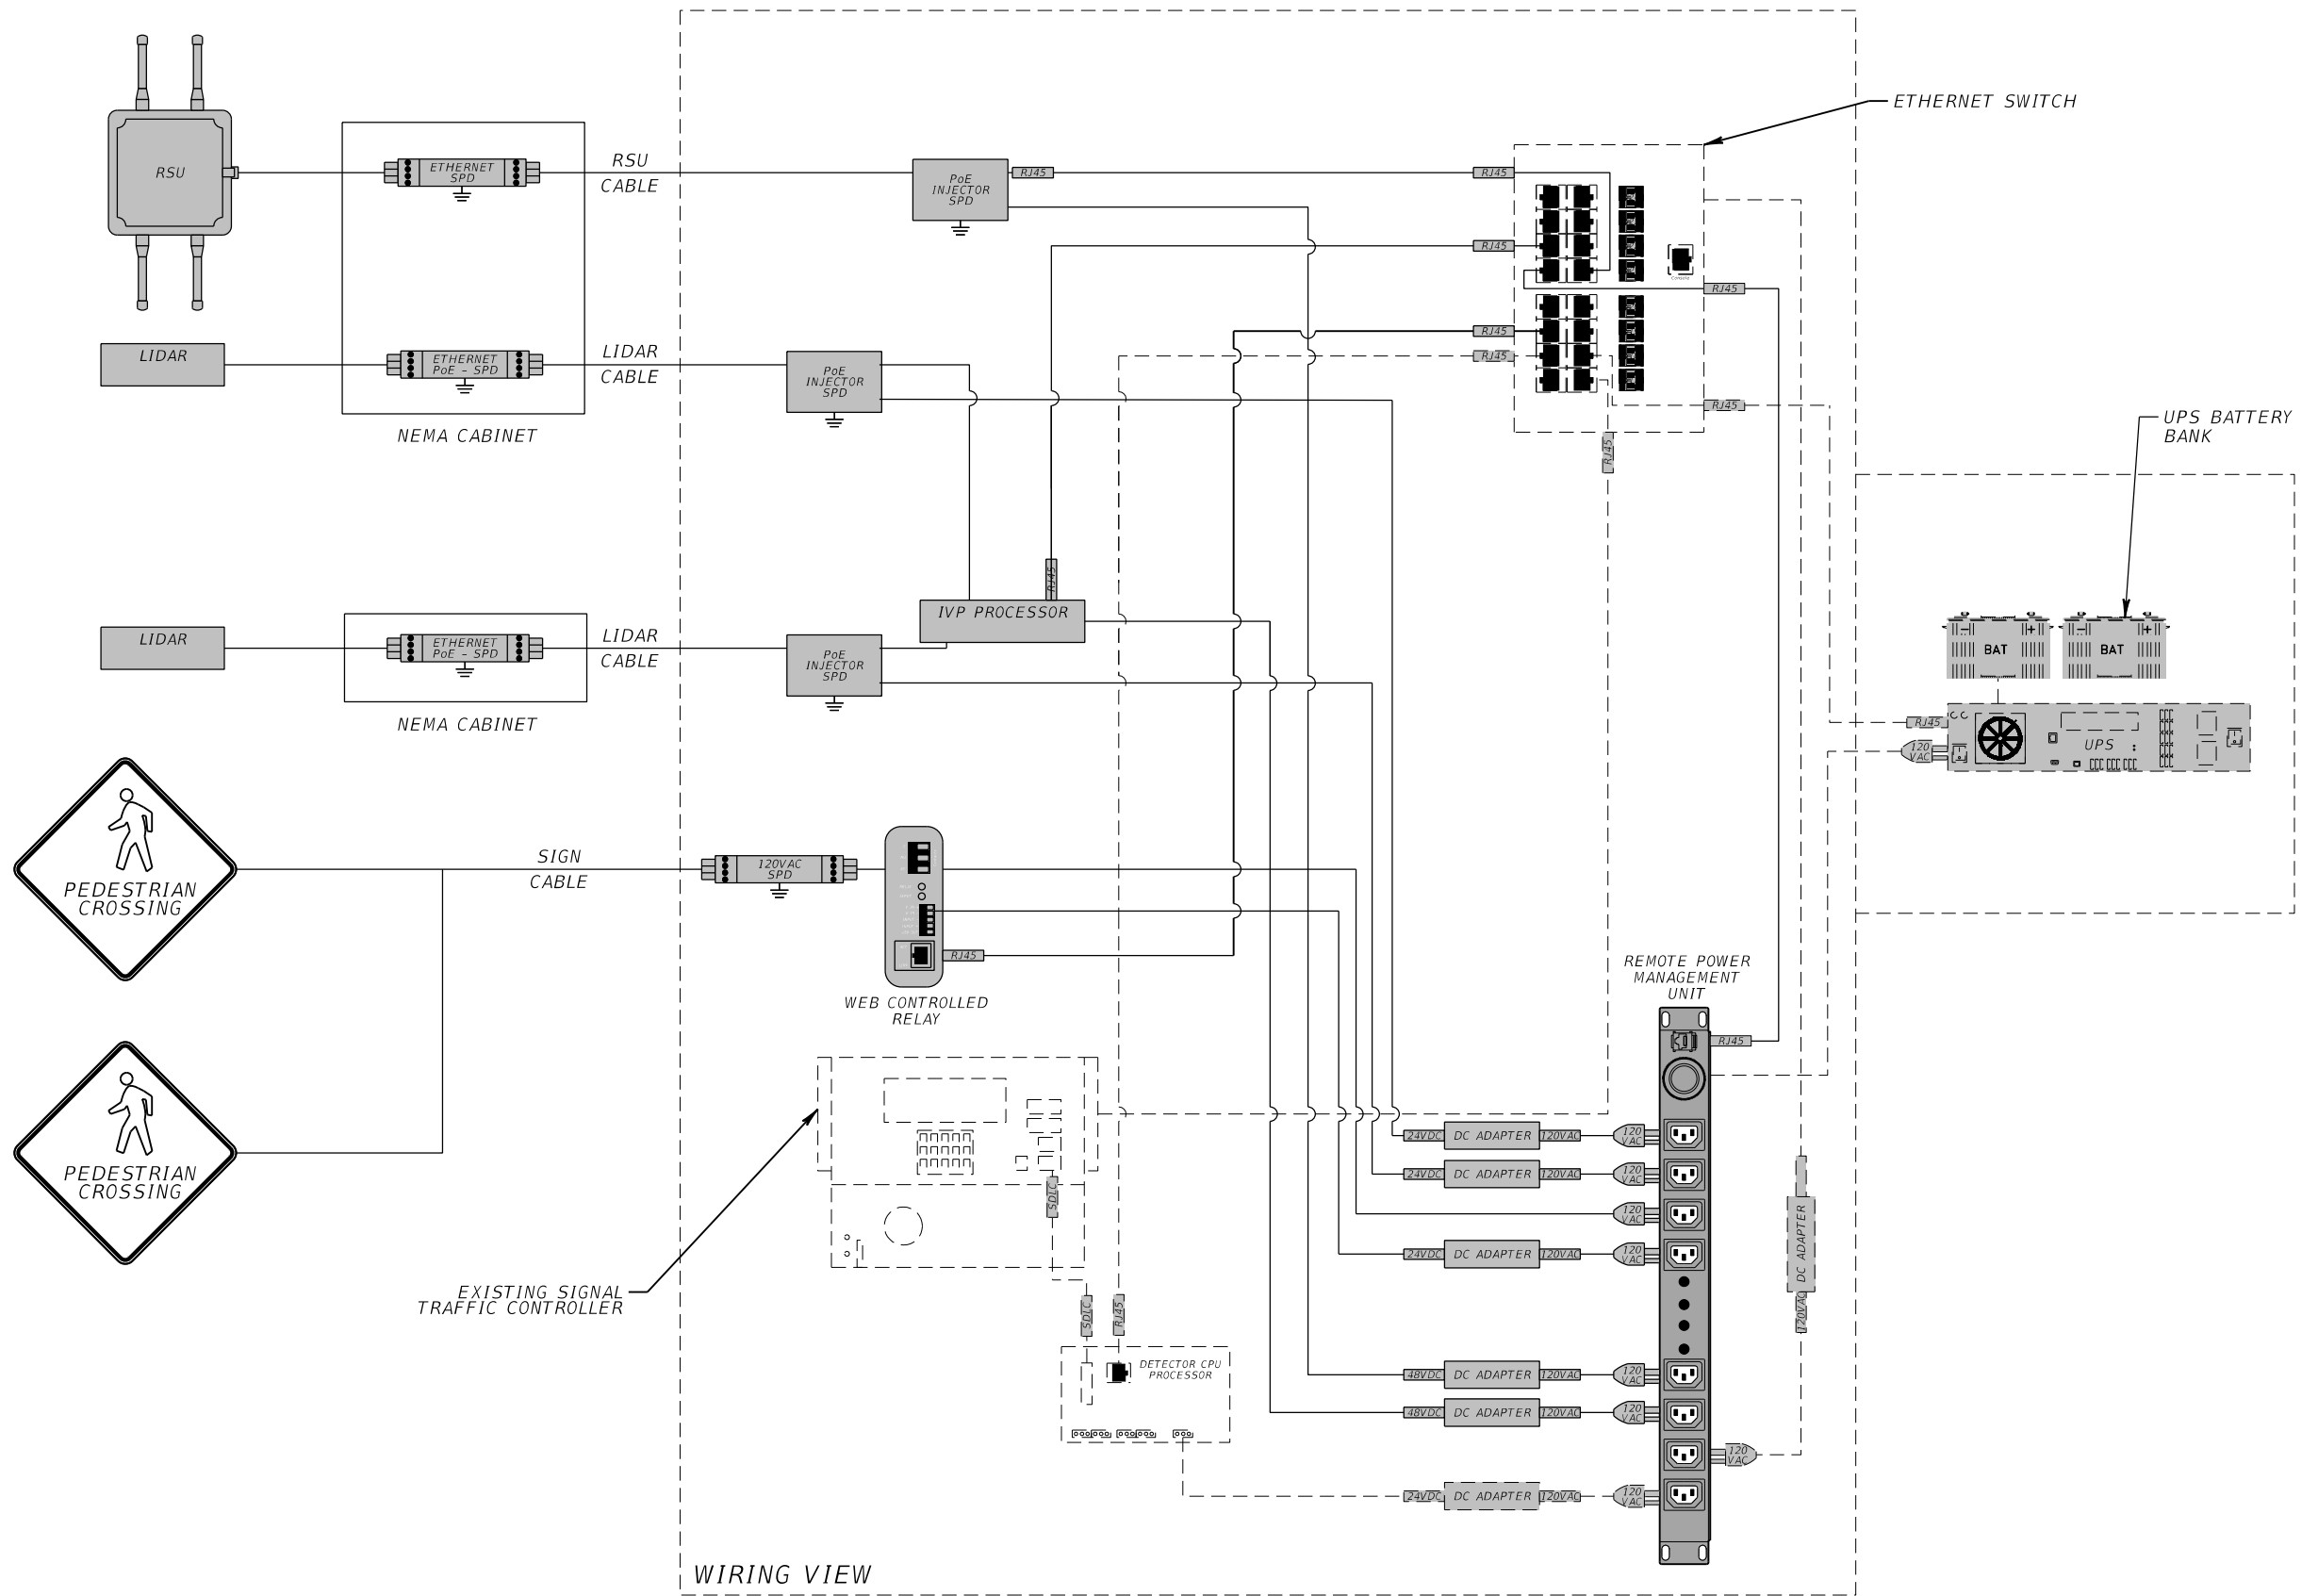 ETHERNET SWITCH
RSU
ETHERNET
SPD
RSU
CABLE
PoE
INJECTOR
SPD
RJ45
RJ45
RJ45
Console
RJ45
RJ45
RJ45
RJ45
RJ45
LIDAR
ETHERNET
PoE - SPD
LIDAR
CABLE
PoE
INJECTOR
SPD
NEMA CABINET
UPS BATTERY
BANK
RJ45
IVP PROCESSOR
LIDAR
ETHERNET
PoE - SPD
LIDAR
CABLE
PoE
INJECTOR
SPD
NEMA CABINET
- +
BAT
- +
BAT
RJ45
120
VAC
UPS
PEDESTRIAN
CROSSING
SIGN
CABLE
120VAC
SPD
RJ45
WEB CONTROLLED
RELAY
REMOTE POWER
MANAGEMENT
UNIT
RJ45
PEDESTRIAN
CROSSING
24VDC
DC ADAPTER
120VAC
120
VAC
24VDC
DC ADAPTER
120VAC
120
VAC
120
VAC
24VDC
DC ADAPTER
120VAC
120
VAC
SDLC
DC ADAPTER
120VAC
EXISTING SIGNAL
TRAFFIC CONTROLLER
SDLC
RJ45
DETECTOR CPU
PROCESSOR
48VDC
DC ADAPTER
120VAC
120
VAC
48VDC
DC ADAPTER
120VAC
120
VAC
120
VAC
24VDC
DC ADAPTER
120VAC
120
VAC
WIRING VIEW